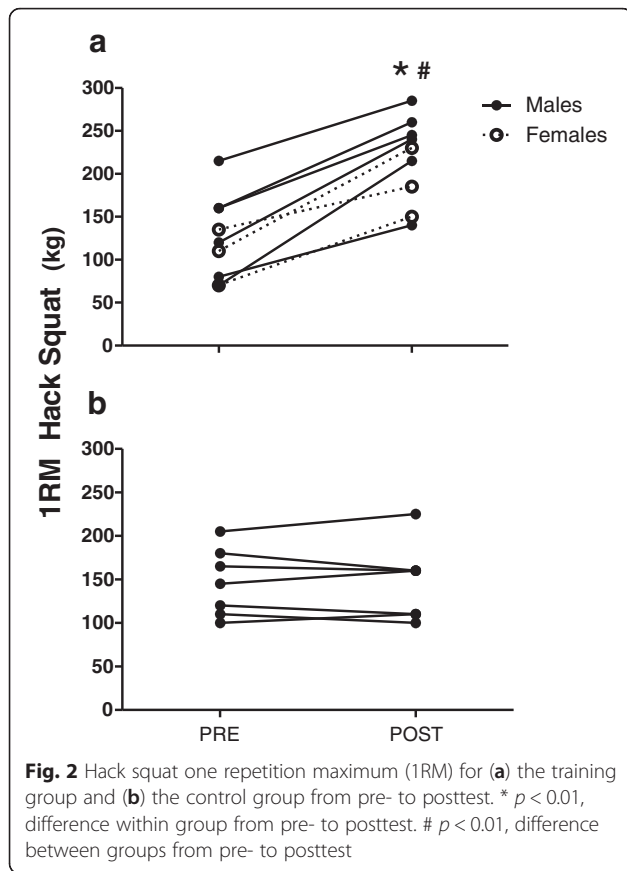 a
* #
300
250
200
150
100
50
0
Males
Females
1RM Hack Squat (kg)
b
300
250
200
150
100
50
0
PRE POST
Fig. 2 Hack squat one repetition maximum (1RM) for (a) the training
group and (b) the control group from pre- to posttest. * p < 0.01,
difference within group from pre- to posttest. # p < 0.01, difference
between groups from pre- to posttest